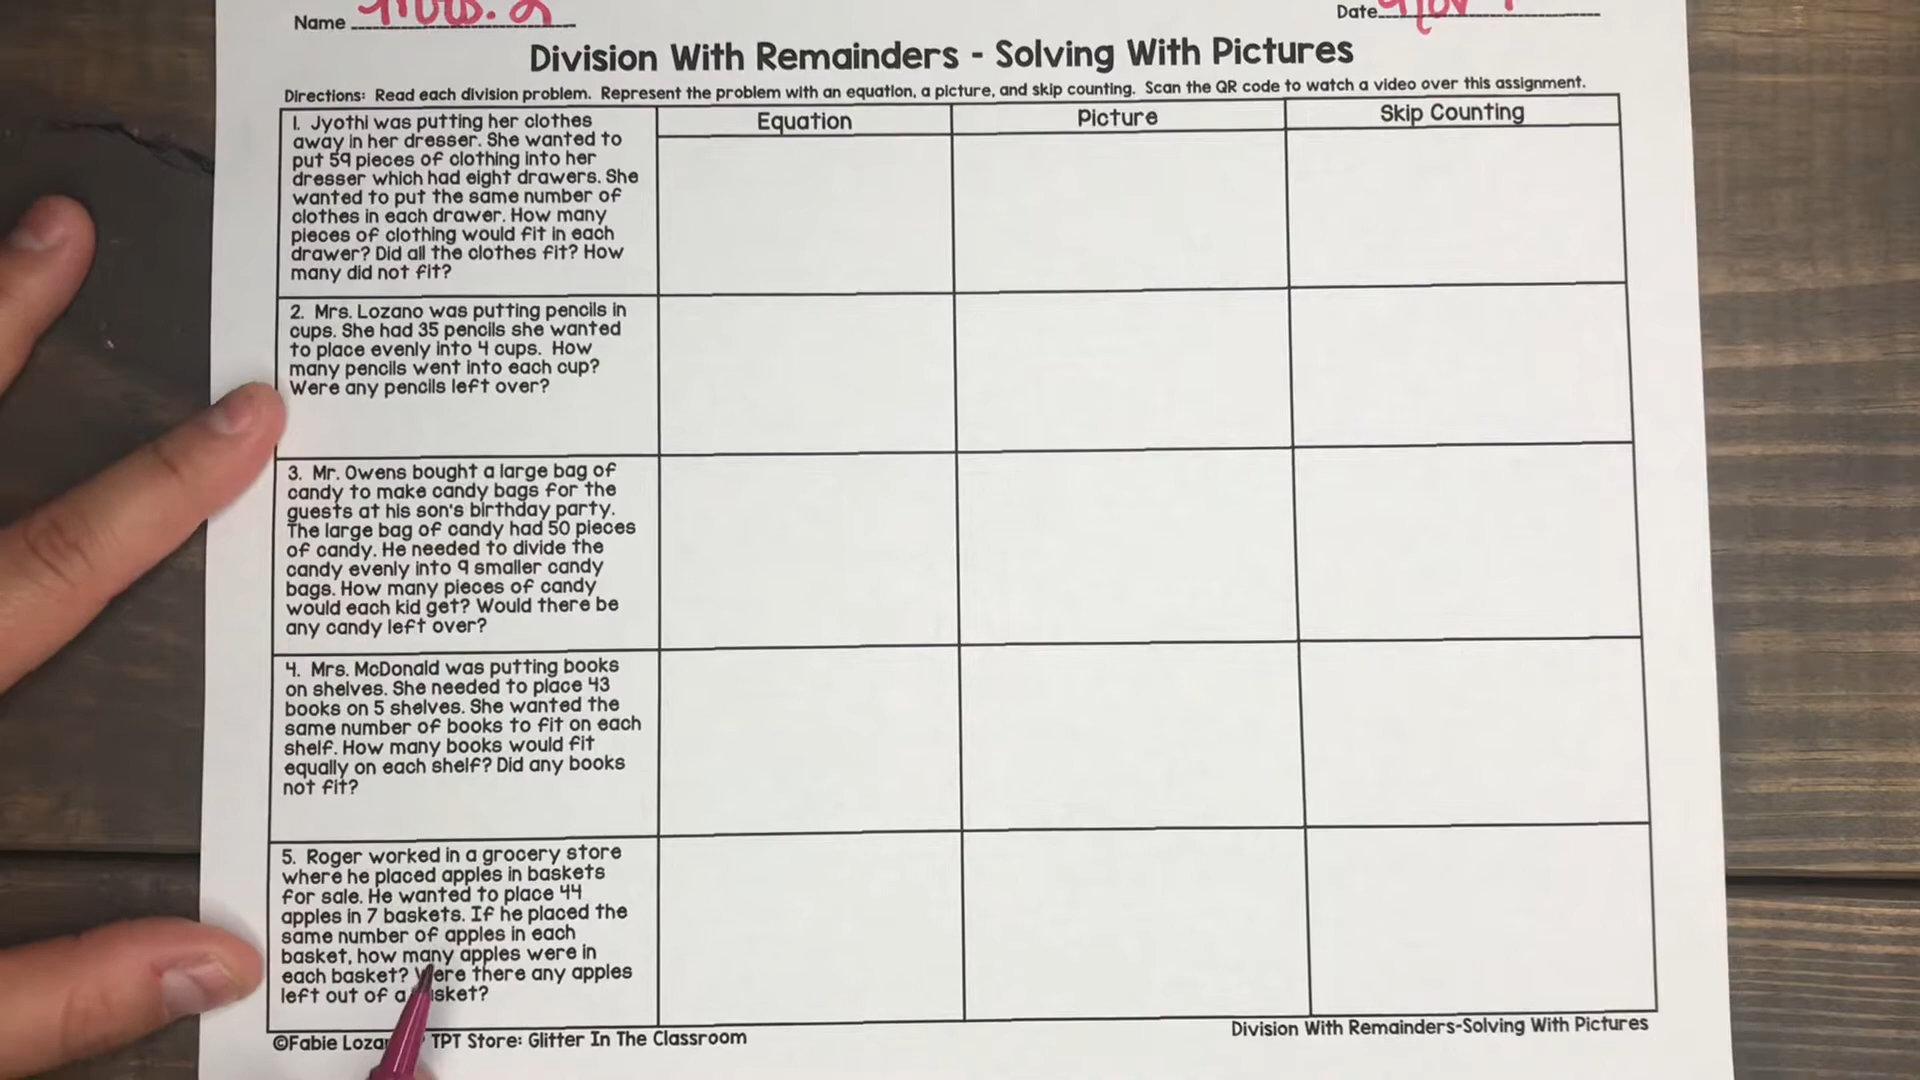 Name
Date
Division With Remainders - Solving With Pictures
Directions: Read each division problem. Represent the problem with an equation, a picture, and skip counting. Scan the QR code to watch a video over this assignment.
1. Jyothi was putting her clothes
away in her dresser. She wanted to
put 59 pieces of clothing into her
dresser which had eight drawers. She
wanted to put the same number of
clothes in each drawer. How many
pieces of clothing would fit in each
drawer? Did all the clothes fit? How
many did not fit?
Equation
Picture
Skip Counting
2. Mrs. Lozano was putting pencils in
cups. She had 35 pencils she wanted
to place evenly into 4 cups. How
many pencils went into each cup?
Were any pencils left over?
3. Mr. Owens bought a large bag of
candy to make candy bags for the
guests at his son's birthday party.
The large bag of candy had 50 pieces
of candy. He needed to divide the
candy evenly into 9 smaller candy
bags. How many pieces of candy
would each kid get? Would there be
any candy left over?
4. Mrs. McDonald was putting books
on shelves. She needed to place 43
books on 5 shelves. She wanted the
same number of books to fit on each
shelf. How many books would fit
equally on each shelf? Did any books
not fit?
5. Roger worked in a grocery store
where he placed apples in baskets
for sale. He wanted to place 44
apples in 7 baskets. If he placed the
same number of apples in each
basket, how many apples were in
each basket? Were there any apples
left out of a
©Fabie TPT Store: Glitter In The Classroom
Division With Remainders-Solving With Pictures